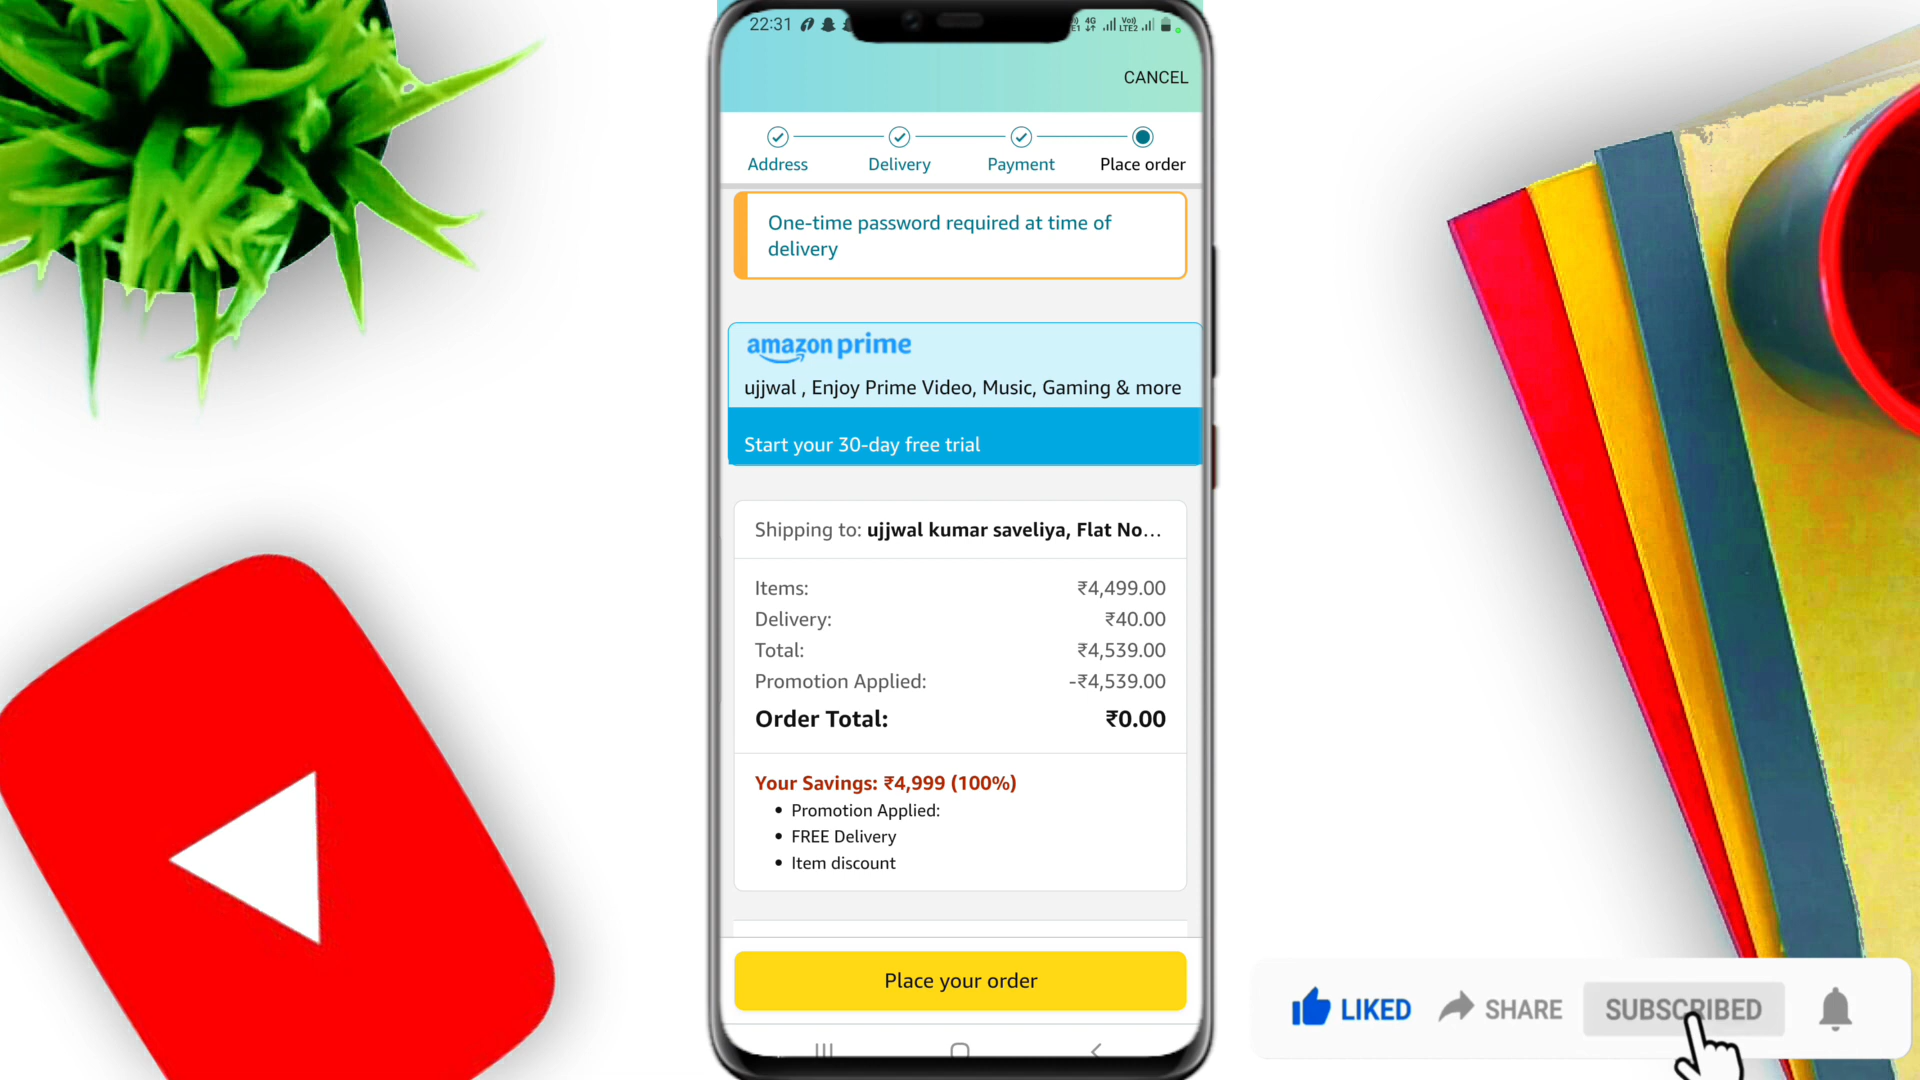 22:31
4G
Vo))
LTE2
CANCEL
Address
Delivery
Payment
Place order
One-time password required at time of
delivery
amazon prime
ujjwal , Enjoy Prime Video, Music, Gaming & more
Start your 30-day free trial
Shipping to: ujjwal kumar saveliya, Flat No...
Items: ₹4,499.00
Delivery: ₹40.00
Total: ₹4,539.00
Promotion Applied: -₹4,539.00
Order Total: ₹0.00
Your Savings: ₹4,999 (100%)
• Promotion Applied:
• FREE Delivery
• Item discount
Place your order
LIKED
SHARE
SUBSCRIBED